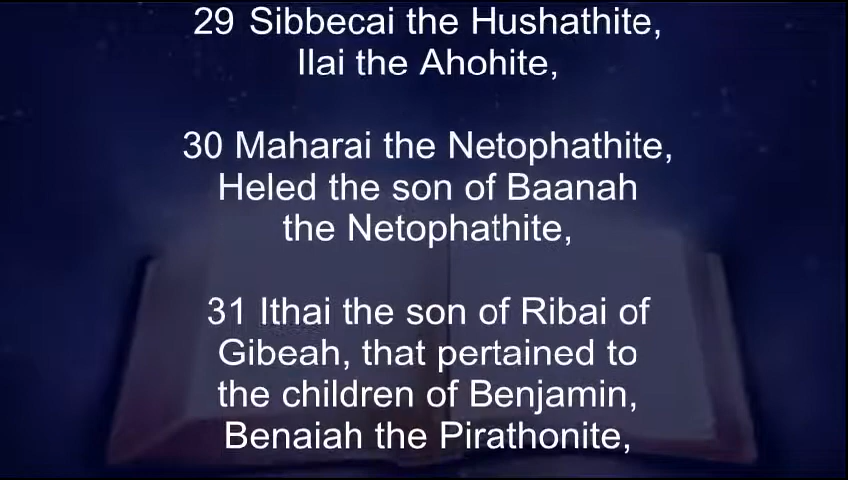 29 Sibbecai the Hushathite,
Ilai the Ahohite,
30 Maharai the Netophathite,
Heled the son of Baanah
the Netophathite,
31 Ithai the son of Ribai of
Gibeah, that pertained to
the children of Benjamin,
Benaiah the Pirathonite,